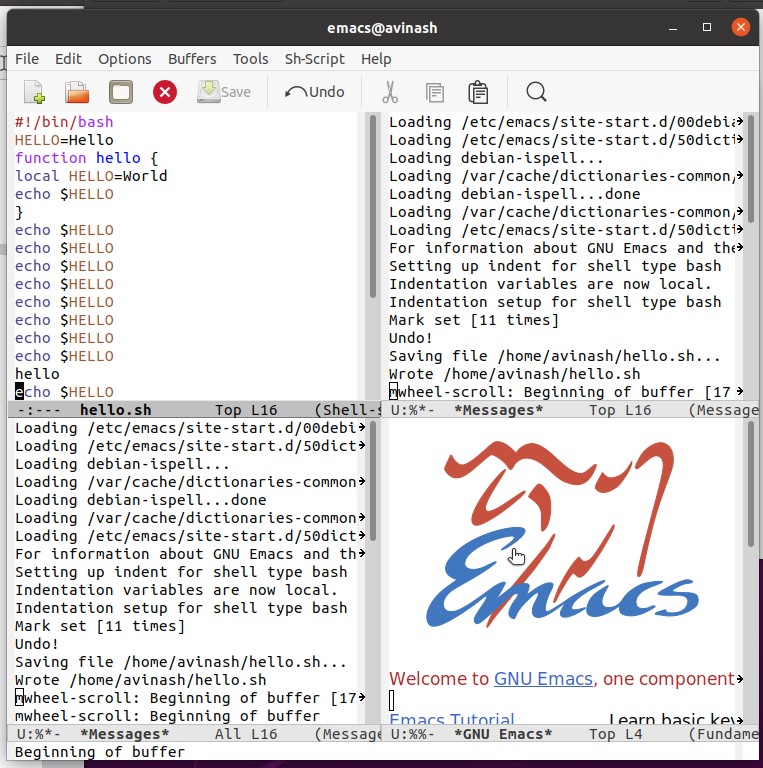 emacs@avinash
File Edit Options Buffers Tools Sh-Script Help
Save Undo
#!/bin/bash
HELLO=Hello
function hello {
local HELLO=World
echo $HELLO
}
echo $HELLO
echo $HELLO
echo $HELLO
echo $HELLO
echo $HELLO
echo $HELLO
echo $HELLO
echo $HELLO
hello
echo $HELLO
-:--- hello.sh Top L16 (Shell-s
Loading /etc/emacs/site-start.d/00debia
Loading /etc/emacs/site-start.d/50dicti
Loading debian-ispell...
Loading /var/cache/dictionaries-common/
Loading debian-ispell...done
Loading /var/cache/dictionaries-common/
Loading /etc/emacs/site-start.d/50dicti
For information about GNU Emacs and the
Setting up indent for shell type bash
Indentation variables are now local.
Indentation setup for shell type bash
Mark set [11 times]
Undo!
Saving file /home/avinash/hello.sh...
Wrote /home/avinash/hello.sh
mwheel-scroll: Beginning of buffer [17
U:%*- *Messages* Top L16 (Message
Loading /etc/emacs/site-start.d/00debi
Loading /etc/emacs/site-start.d/50dict
Loading debian-ispell...
Loading /var/cache/dictionaries-common
Loading debian-ispell...done
Loading /var/cache/dictionaries-common
Loading /etc/emacs/site-start.d/50dict
For information about GNU Emacs and th
Setting up indent for shell type bash
Indentation variables are now local.
Indentation setup for shell type bash
Mark set [11 times]
Undo!
Saving file /home/avinash/hello.sh...
Wrote /home/avinash/hello.sh
mwheel-scroll: Beginning of buffer [17
mwheel-scroll: Beginning of buffer
U:%*- *Messages* All L16 (Message
Emacs
Welcome to GNU Emacs, one component
Emacs Tutorial Learn basic key
U:%%- *GNU Emacs* Top L4 (Fundame
Beginning of buffer